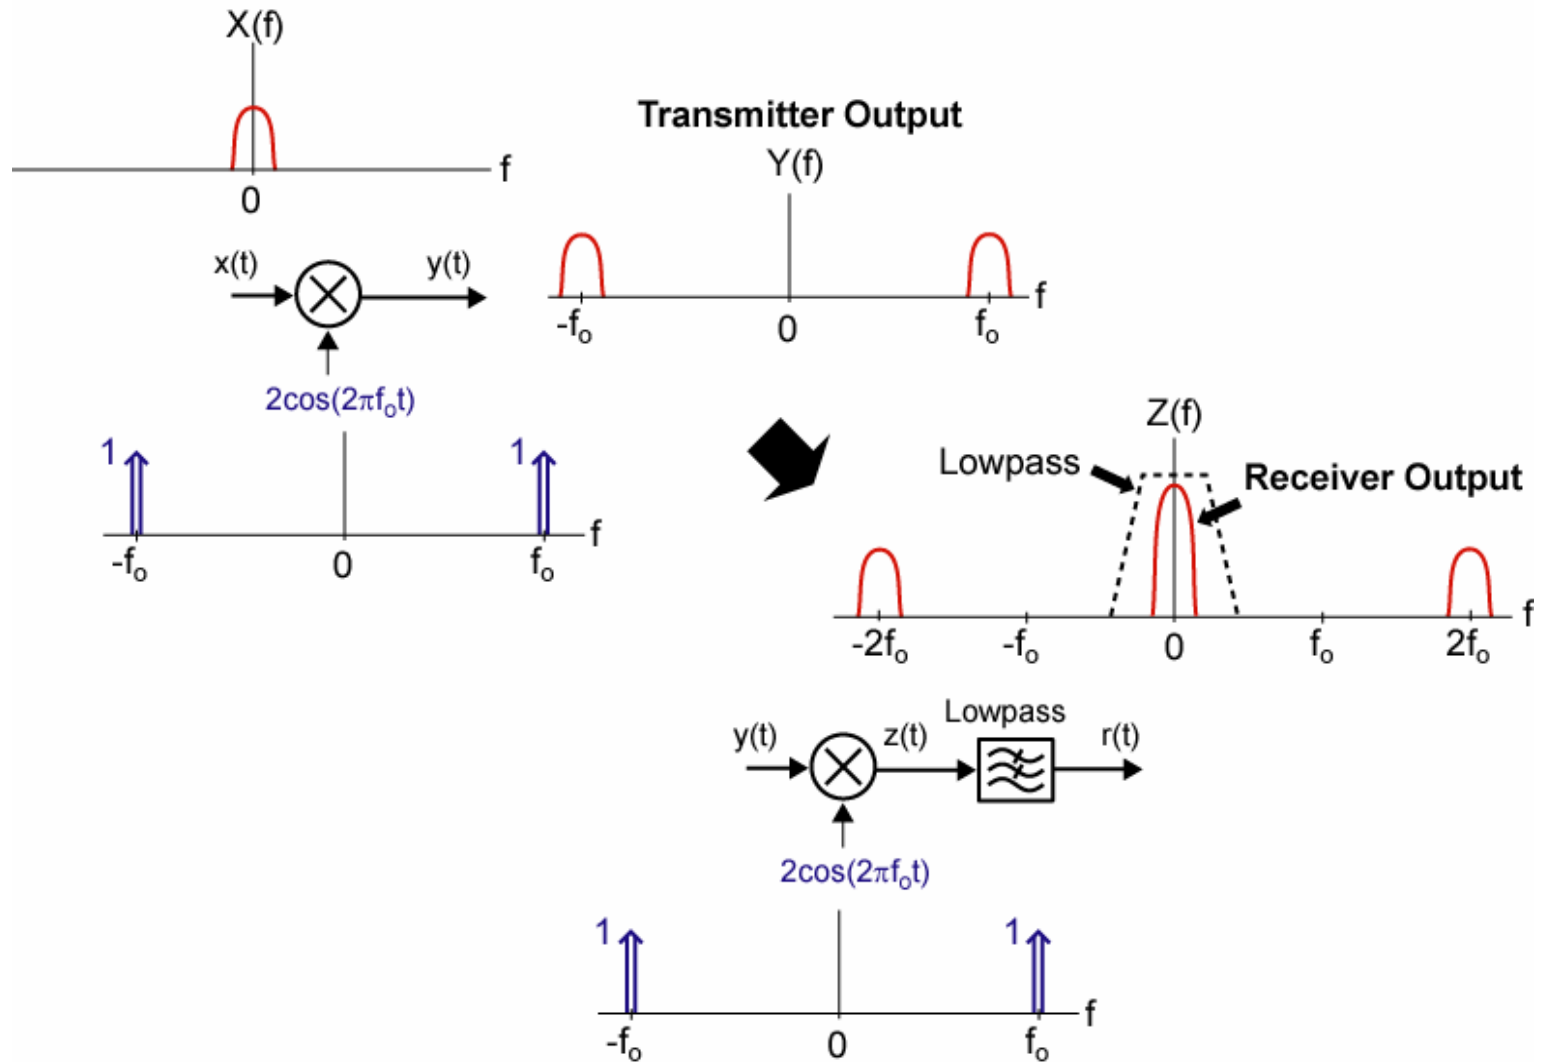 X(f)
f
0
Transmitter Output
Y(f)
x(t) y(t)
f
-fo 0 fo
2cos(2πfot)
1 1
f
-fo 0 fo
Z(f)
Lowpass
Receiver Output
f
-2fo -fo 0 fo 2fo
Lowpass
y(t) z(t) r(t)
2cos(2πfot)
1 1
f
-fo 0 fo